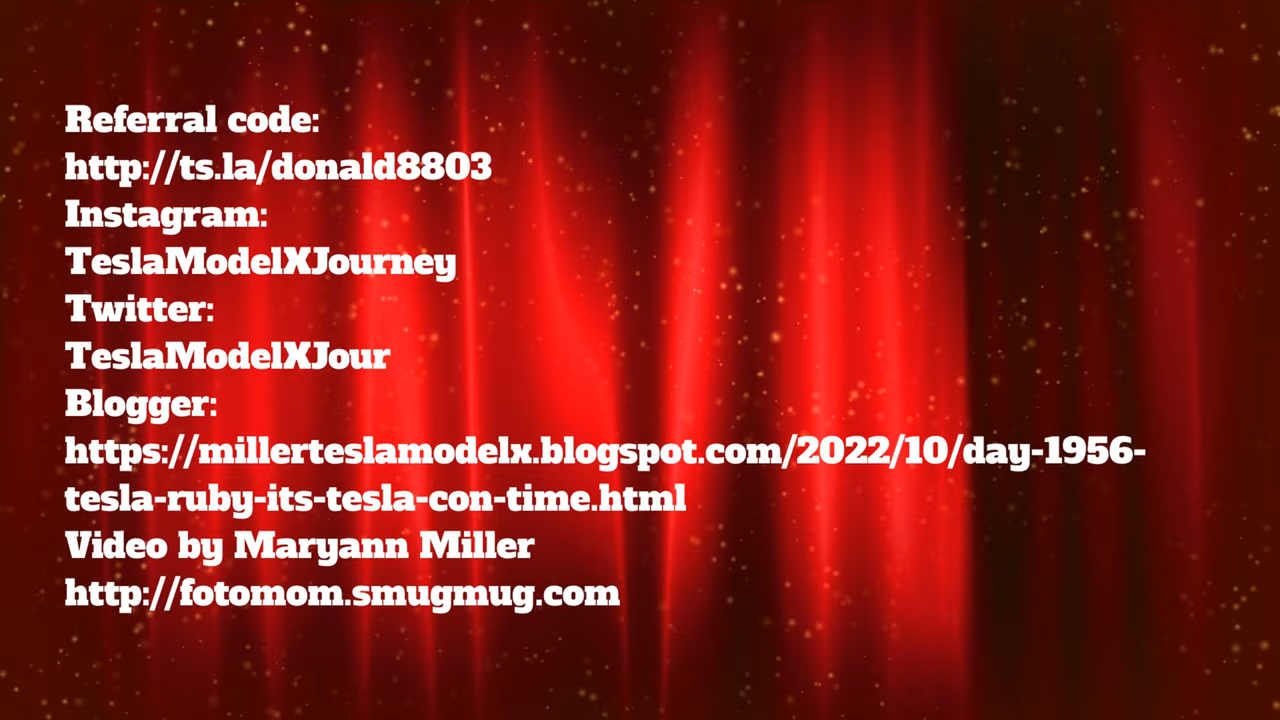 Referral code:
http://ts.la/donald8803
Instagram:
TeslaModelXJourney
Twitter:
TeslaModelXJour
Blogger:
https://millerteslamodelx.blogspot.com/2022/10/day-1956-
tesla-ruby-its-tesla-con-time.html
Video by Maryann Miller
http://fotomom.smugmug.com